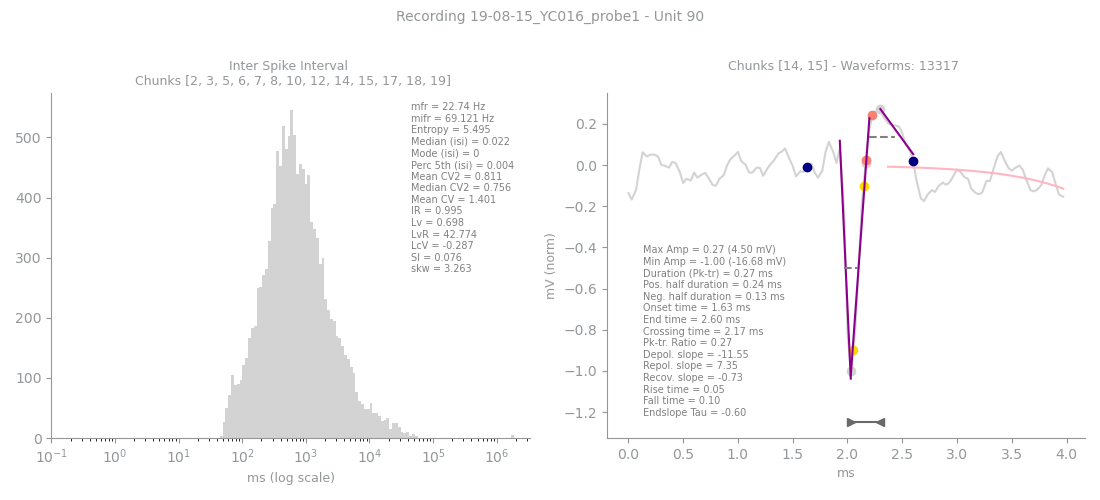 Recording 19-08-15_YC016_probe1 - Unit 90
Inter Spike Interval
Chunks [2, 3, 5, 6, 7, 8, 10, 12, 14, 15, 17, 18, 19]
mfr = 22.74 Hz
mifr = 69.121 Hz
Entropy = 5.495
Median (isi) = 0.022
Mode (isi) = 0
Perc 5th (isi) = 0.004
Mean CV2 = 0.811
Median CV2 = 0.756
Mean CV = 1.401
IR = 0.995
Lv = 0.698
LvR = 42.774
LcV = -0.287
SI = 0.076
skw = 3.263
500
400
300
200
100
0
10⁻¹ 10⁰ 10¹ 10² 10³ 10⁴ 10⁵ 10⁶
ms (log scale)
Chunks [14, 15] - Waveforms: 13317
mV (norm)
0.2
0.0
−0.2
−0.4
−0.6
−0.8
−1.0
−1.2
Max Amp = 0.27 (4.50 mV)
Min Amp = -1.00 (-16.68 mV)
Duration (Pk-tr) = 0.27 ms
Pos. half duration = 0.24 ms
Neg. half duration = 0.13 ms
Onset time = 1.63 ms
End time = 2.60 ms
Crossing time = 2.17 ms
Pk-tr. Ratio = 0.27
Depol. slope = -11.55
Repol. slope = 7.35
Recov. slope = -0.73
Rise time = 0.05
Fall time = 0.10
Endslope Tau = -0.60
0.0 0.5 1.0 1.5 2.0 2.5 3.0 3.5 4.0
ms